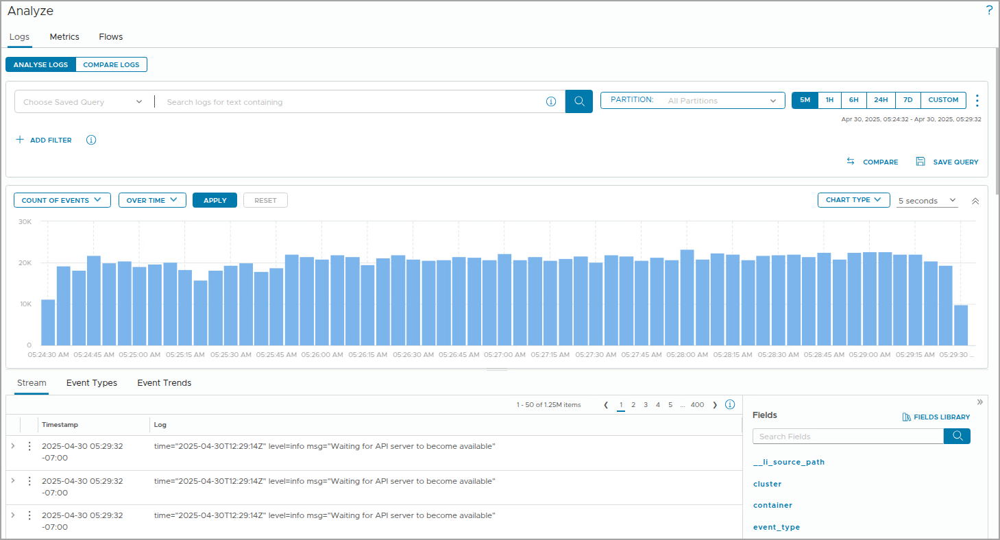 Analyze
?
Logs Metrics Flows
ANALYSE LOGS COMPARE LOGS
Choose Saved Query Search logs for text containing PARTITION: All Partitions 5M 1H 6H 24H 7D CUSTOM
Apr 30, 2025, 05:24:32 - Apr 30, 2025, 05:29:32
+ ADD FILTER
COMPARE SAVE QUERY
COUNT OF EVENTS OVER TIME APPLY RESET CHART TYPE 5 seconds
30K
20K
10K
0
05:24:30 AM 05:24:45 AM 05:25:00 AM 05:25:15 AM 05:25:30 AM 05:25:45 AM 05:26:00 AM 05:26:15 AM 05:26:30 AM 05:26:45 AM 05:27:00 AM 05:27:15 AM 05:27:30 AM 05:27:45 AM 05:28:00 AM 05:28:15 AM 05:28:30 AM 05:28:45 AM 05:29:00 AM 05:29:15 AM 05:29:30 ...
Stream Event Types Event Trends
1 - 50 of 1.25M items 1 2 3 4 5 ... 400
Timestamp Log
2025-04-30 05:29:32 time="2025-04-30T12:29:14Z" level=info msg="Waiting for API server to become available"
-07:00
2025-04-30 05:29:32 time="2025-04-30T12:29:14Z" level=info msg="Waiting for API server to become available"
-07:00
2025-04-30 05:29:32 time="2025-04-30T12:29:14Z" level=info msg="Waiting for API server to become available"
-07:00
Fields FIELDS LIBRARY
Search Fields
__li_source_path
cluster
container
event_type